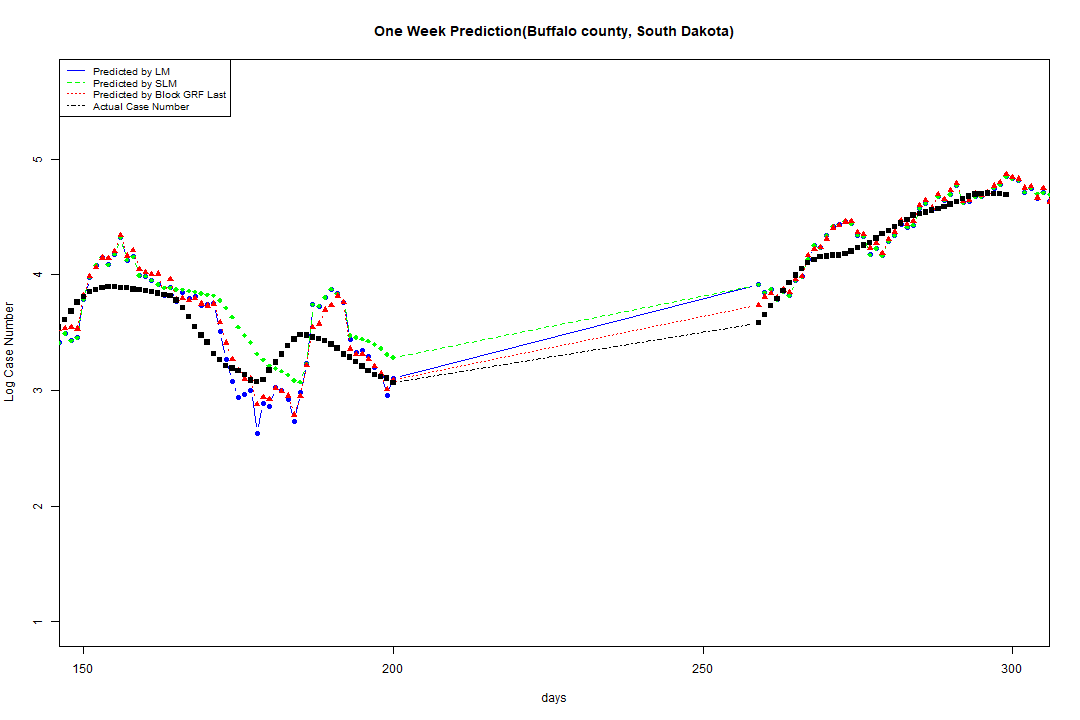 One Week Prediction(Buffalo county, South Dakota)
Predicted by LM
Predicted by SLM
Predicted by Block GRF Last
Actual Case Number
5
4
3
2
1
Log Case Number
150
200
250
300
days